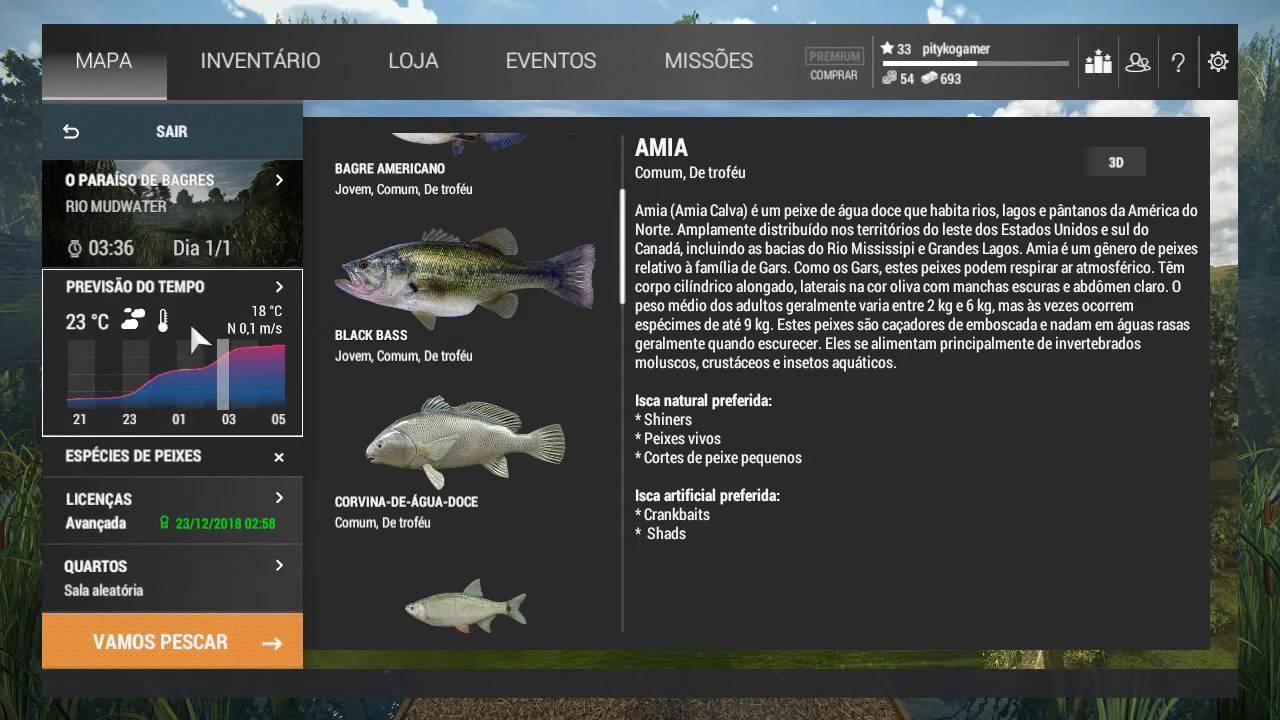 MAPA
INVENTÁRIO
LOJA
EVENTOS
MISSÕES
PREMIUM
COMPRAR
33 pitykogamer
54 693
?
SAIR
O PARAÍSO DE BAGRES
RIO MUDWATER
03:36 Dia 1/1
PREVISÃO DO TEMPO
23 °C
18 °C
N 0,1 m/s
21 23 01 03 05
ESPÉCIES DE PEIXES
LICENÇAS
Avançada 23/12/2018 02:58
QUARTOS
Sala aleatória
VAMOS PESCAR
BAGRE AMERICANO
Jovem, Comum, De troféu
BLACK BASS
Jovem, Comum, De troféu
CORVINA-DE-ÁGUA-DOCE
Comum, De troféu
AMIA
Comum, De troféu
3D
Amia (Amia Calva) é um peixe de água doce que habita rios, lagos e pântanos da América do
Norte. Amplamente distribuído nos territórios do leste dos Estados Unidos e sul do
Canadá, incluindo as bacias do Rio Mississipi e Grandes Lagos. Amia é um gênero de peixes
relativo à família de Gars. Como os Gars, estes peixes podem respirar ar atmosférico. Têm
corpo cilíndrico alongado, laterais na cor oliva com manchas escuras e abdômen claro. O
peso médio dos adultos geralmente varia entre 2 kg e 6 kg, mas às vezes ocorrem
espécimes de até 9 kg. Estes peixes são caçadores de emboscada e nadam em águas rasas
geralmente quando escurecer. Eles se alimentam principalmente de invertebrados
moluscos, crustáceos e insetos aquáticos.
Isca natural preferida:
* Shiners
* Peixes vivos
* Cortes de peixe pequenos
Isca artificial preferida:
* Crankbaits
* Shads